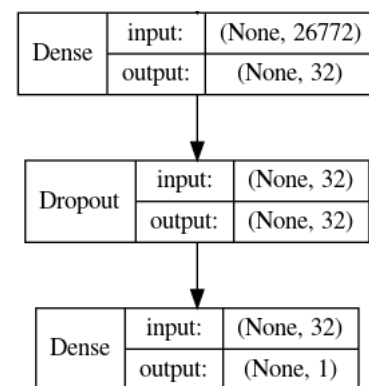 Dense
input: (None, 26772)
output: (None, 32)
Dropout
input: (None, 32)
output: (None, 32)
Dense
input: (None, 32)
output: (None, 1)